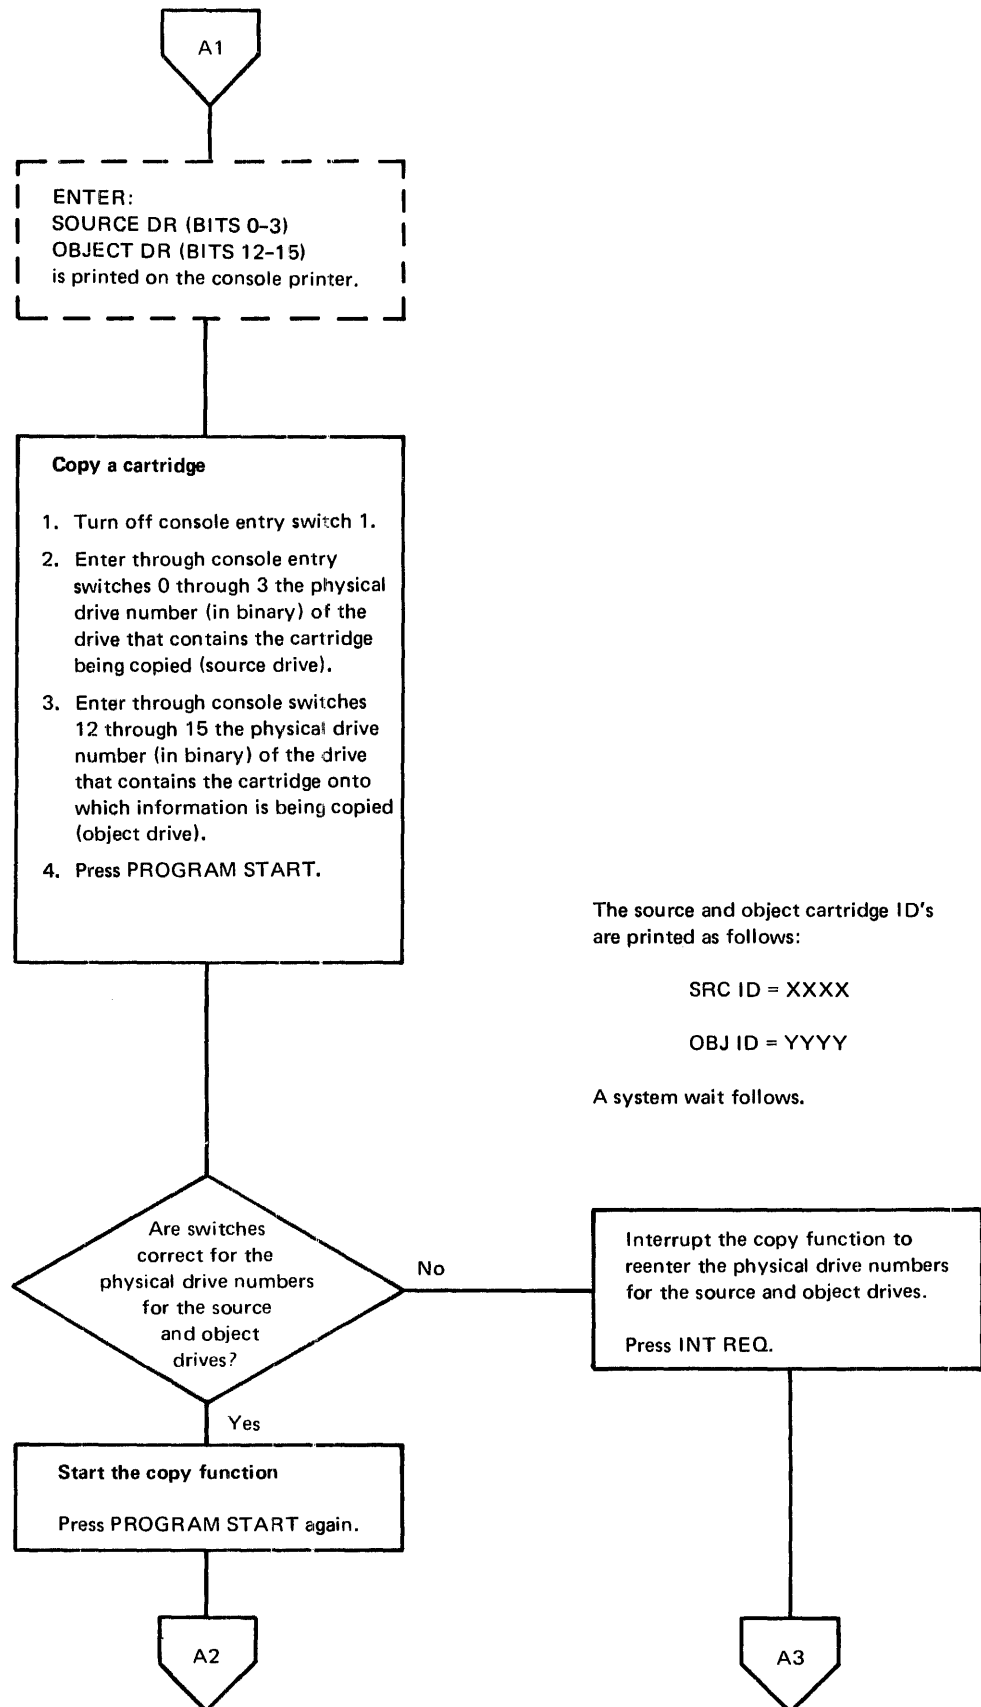 A1
ENTER:
SOURCE DR (BITS 0-3)
OBJECT DR (BITS 12-15)
is printed on the console printer.
Copy a cartridge
1. Turn off console entry switch 1.
2. Enter through console entry
switches 0 through 3 the physical
drive number (in binary) of the
drive that contains the cartridge
being copied (source drive).
3. Enter through console switches
12 through 15 the physical drive
number (in binary) of the drive
that contains the cartridge onto
which information is being copied
(object drive).
4. Press PROGRAM START.
The source and object cartridge ID's
are printed as follows:
SRC ID = XXXX
OBJ ID = YYYY
A system wait follows.
Are switches
correct for the
physical drive numbers
for the source
and object
drives?
No
Interrupt the copy function to
reenter the physical drive numbers
for the source and object drives.
Press INT REQ.
Yes
Start the copy function
Press PROGRAM START again.
A2
A3